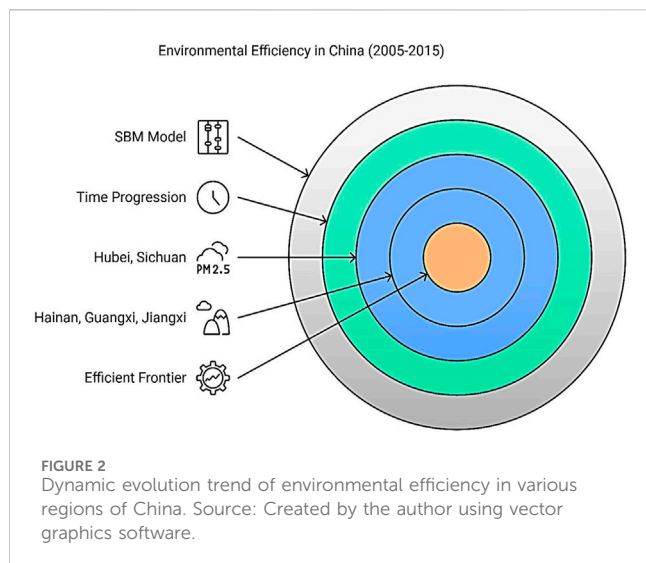 Environmental Efficiency in China (2005-2015)
SBM Model
Time Progression
Hubei, Sichuan
PM2.5
Hainan, Guangxi, Jiangxi
Efficient Frontier
FIGURE 2
Dynamic evolution trend of environmental efficiency in various
regions of China. Source: Created by the author using vector
graphics software.